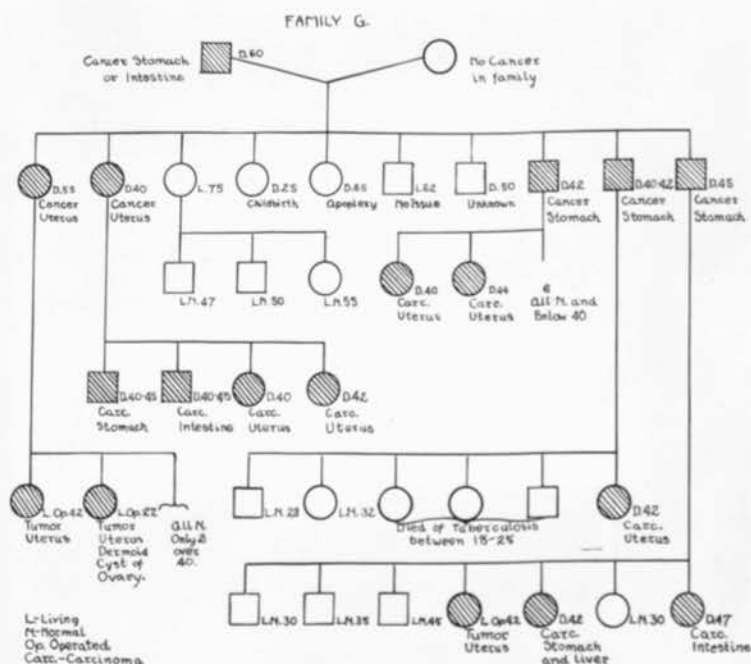 FAMILY G.
Cancer Stomach
or Intestine
D.60
No Cancer
in family
D.55
Cancer
Uterus
D.40
Cancer
Uterus
L.75
D.25
Childbirth
Apoplexy
L.62
No Issue
D.50
Unknown
D.42
Cancer
Stomach
D.40-42
Cancer
Stomach
D.45
Cancer
Stomach
L.N.47
L.N.50
L.N.55
D.40
Carc.
Uterus
D.44
Carc.
Uterus
6
All N. and
Below 40
D.40-45
Carc.
Stomach
D.40-45
Carc.
Intestine
D.40
Carc.
Uterus
D.42
Carc.
Uterus
L.Op.42
Tumor
Uterus
L.Op.22
Tumor
Uterus
Dermoid
Cyst of
Ovary.
All N.
Only 2
over
40.
L.N.28
L.N.32
Died of Tuberculosis
between 18-25
D.42
Carc.
Uterus
L.N.30
L.N.35
L.N.45
L.Op.42
Tumor
Uterus
D.42
Carc.
Stomach
and Liver
L.N.30
D.47
Carc.
Intestine
L-Living
N-Normal
Op. Operated
Carc.-Carcinoma